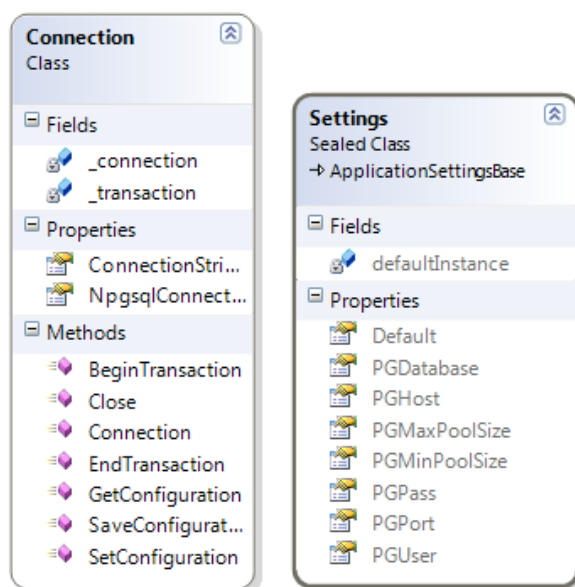 Connection
Class
Fields
_connection
_transaction
Properties
ConnectionStri...
NpgsqlConnect...
Methods
BeginTransaction
Close
Connection
EndTransaction
GetConfiguration
SaveConfigurat...
SetConfiguration
Settings
Sealed Class
ApplicationSettingsBase
Fields
defaultInstance
Properties
Default
PGDatabase
PGHost
PGMaxPoolSize
PGMinPoolSize
PGPass
PGPort
PGUser